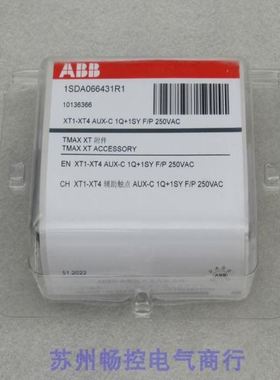 ABB
1SDA066431R1
10136366
XT1-XT4 AUX-C 1Q+1SY F/P 250VAC
TMAX XT 附件
TMAX XT ACCESSORY
EN XT1-XT4 AUX-C 1Q+1SY F/P 250VAC
CH XT1-XT4 辅助触点 AUX-C 1Q+1SY F/P 250VAC
51.2022
苏州畅控电气商行